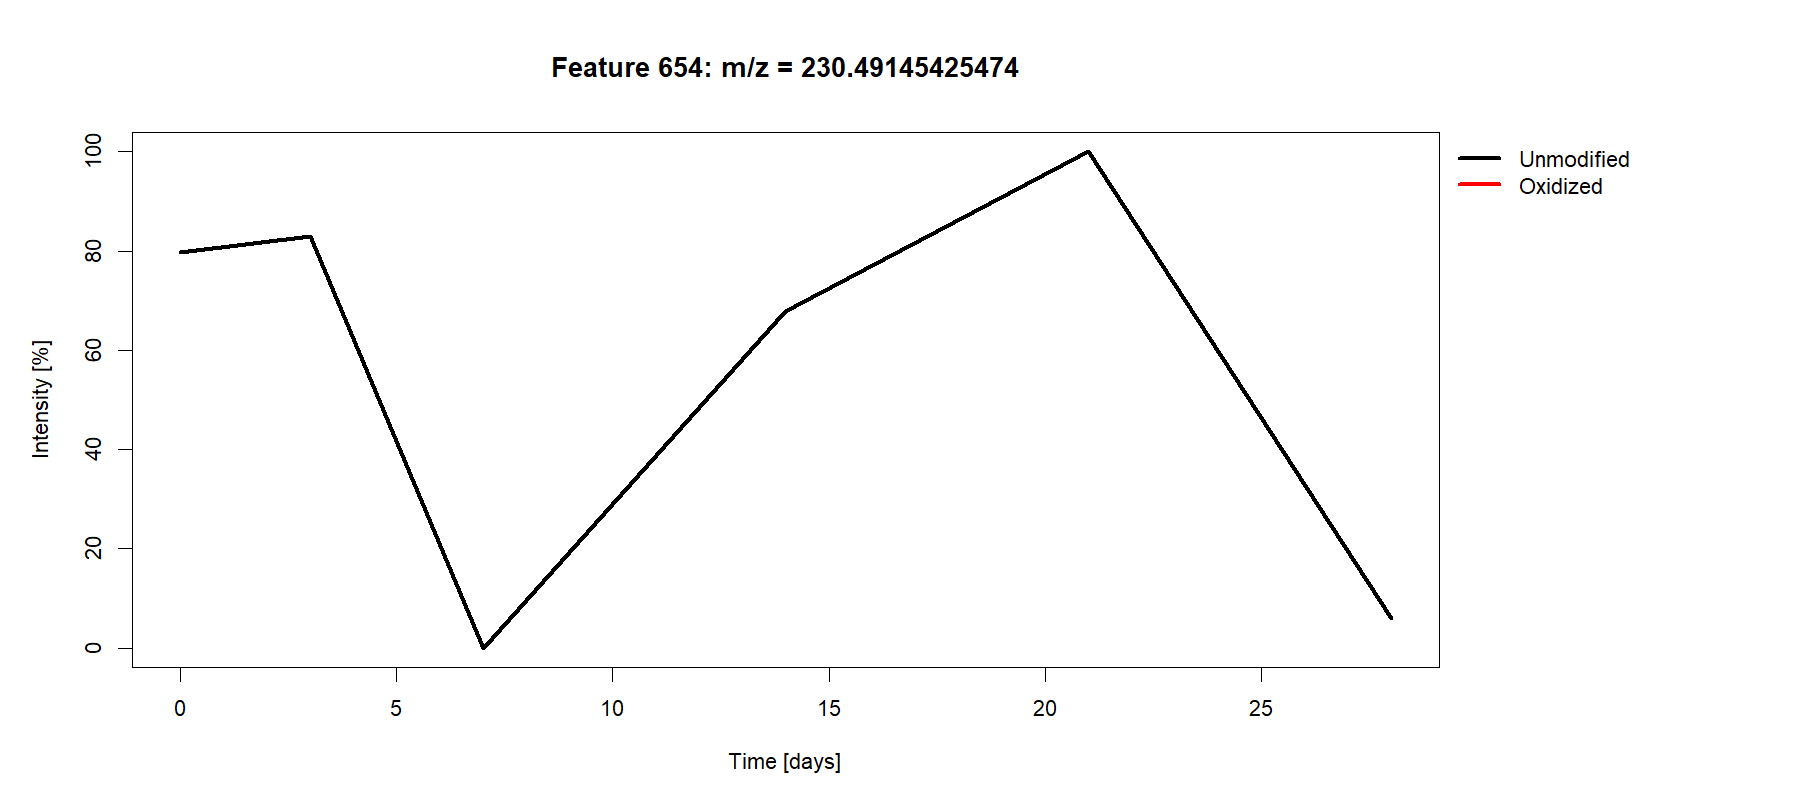 Feature 654: m/z = 230.49145425474
Unmodified
Oxidized
Intensity [%]
100
80
60
40
20
0
0 5 10 15 20 25
Time [days]